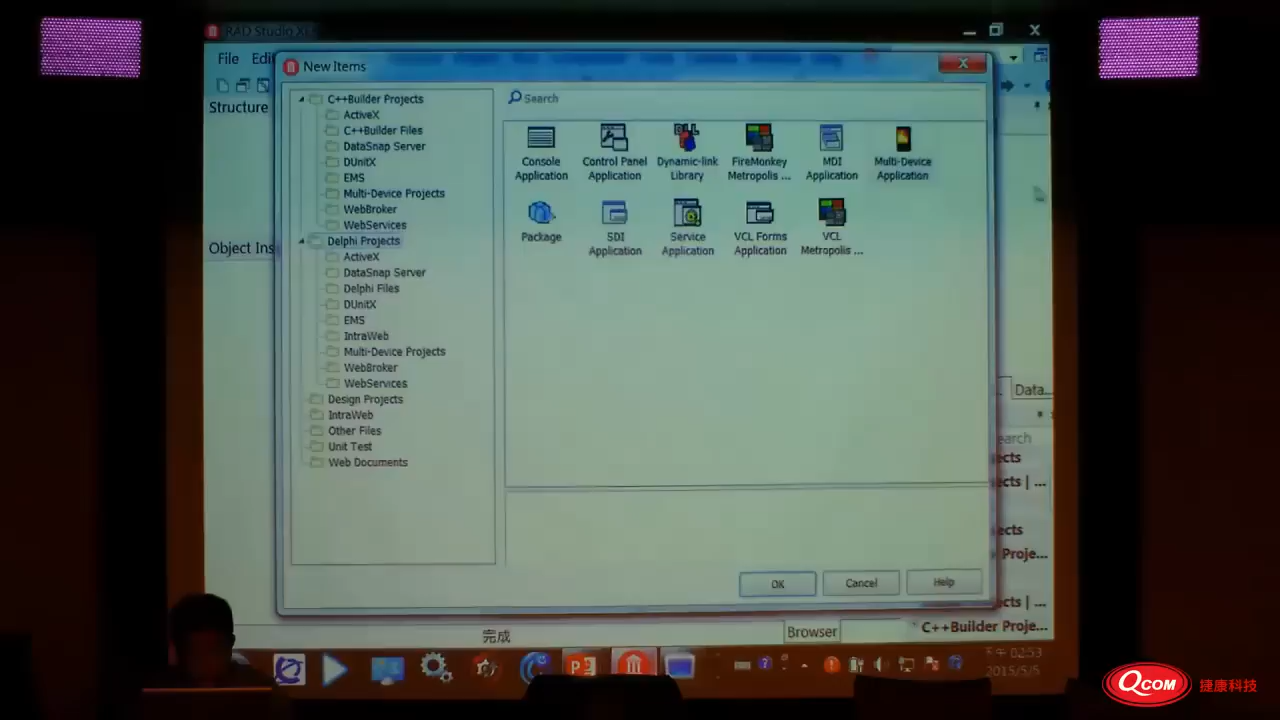 RAD Studio X
File Edi
New Items
Structure
Object Ins
C++Builder Projects
ActiveX
C++Builder Files
DataSnap Server
DUnitX
EMS
Multi-Device Projects
WebBroker
WebServices
Delphi Projects
ActiveX
DataSnap Server
Delphi Files
DUnitX
EMS
IntraWeb
Multi-Device Projects
WebBroker
WebServices
Design Projects
IntraWeb
Other Files
Unit Test
Web Documents
Search
Console Application
Control Panel Application
Dynamic-link Library
FireMonkey Metropolis ...
MDI Application
Multi-Device Application
Package
SDI Application
Service Application
VCL Forms Application
VCL Metropolis ...
OK
Cancel
Help
Data...
earch
ects
ects | ...
ects
Proje...
ects | ...
C++Builder Proje...
完成
Browser
下午 02:53
2015/5/5
QCOM 捷康科技